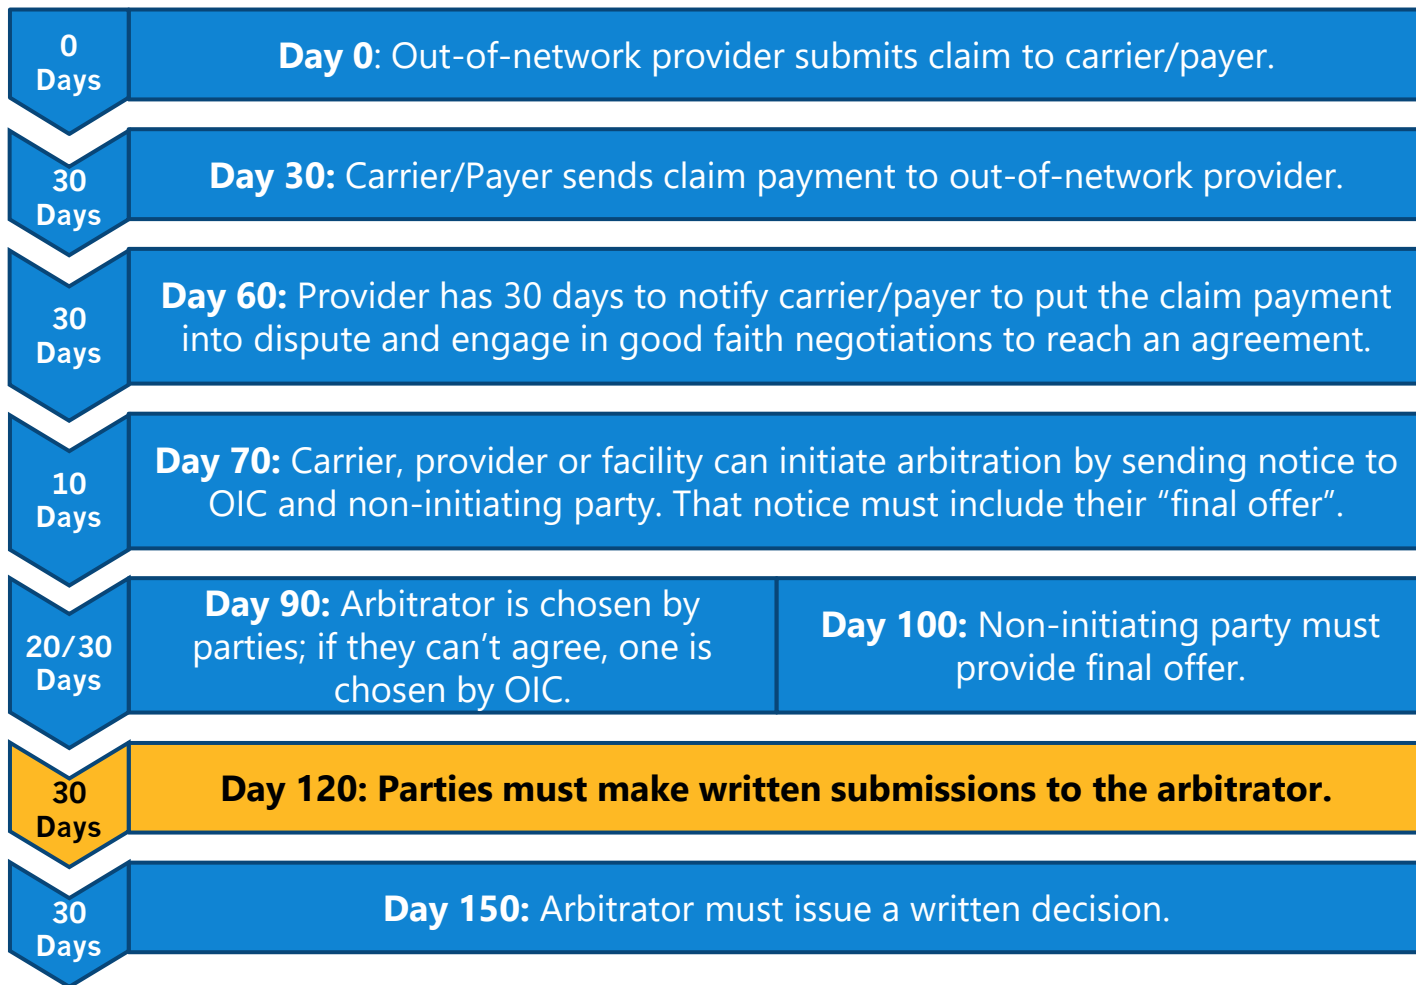 0
Days
Day 0: Out-of-network provider submits claim to carrier/payer.
30
Days
Day 30: Carrier/Payer sends claim payment to out-of-network provider.
30
Days
Day 60: Provider has 30 days to notify carrier/payer to put the claim payment
into dispute and engage in good faith negotiations to reach an agreement.
10
Days
Day 70: Carrier, provider or facility can initiate arbitration by sending notice to
OIC and non-initiating party. That notice must include their “final offer”.
20/30
Days
Day 90: Arbitrator is chosen by
parties; if they can’t agree, one is
chosen by OIC.
Day 100: Non-initiating party must
provide final offer.
30
Days
Day 120: Parties must make written submissions to the arbitrator.
30
Days
Day 150: Arbitrator must issue a written decision.